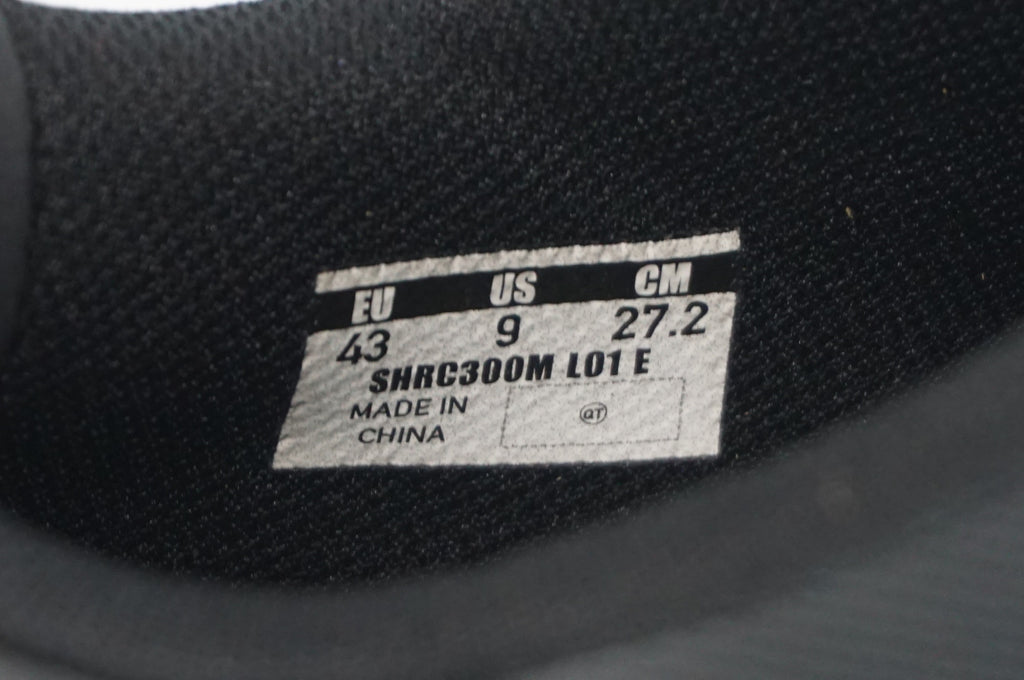 EU US CM
43 9 27.2
SHRC300M L01 E
MADE IN
CHINA
QT